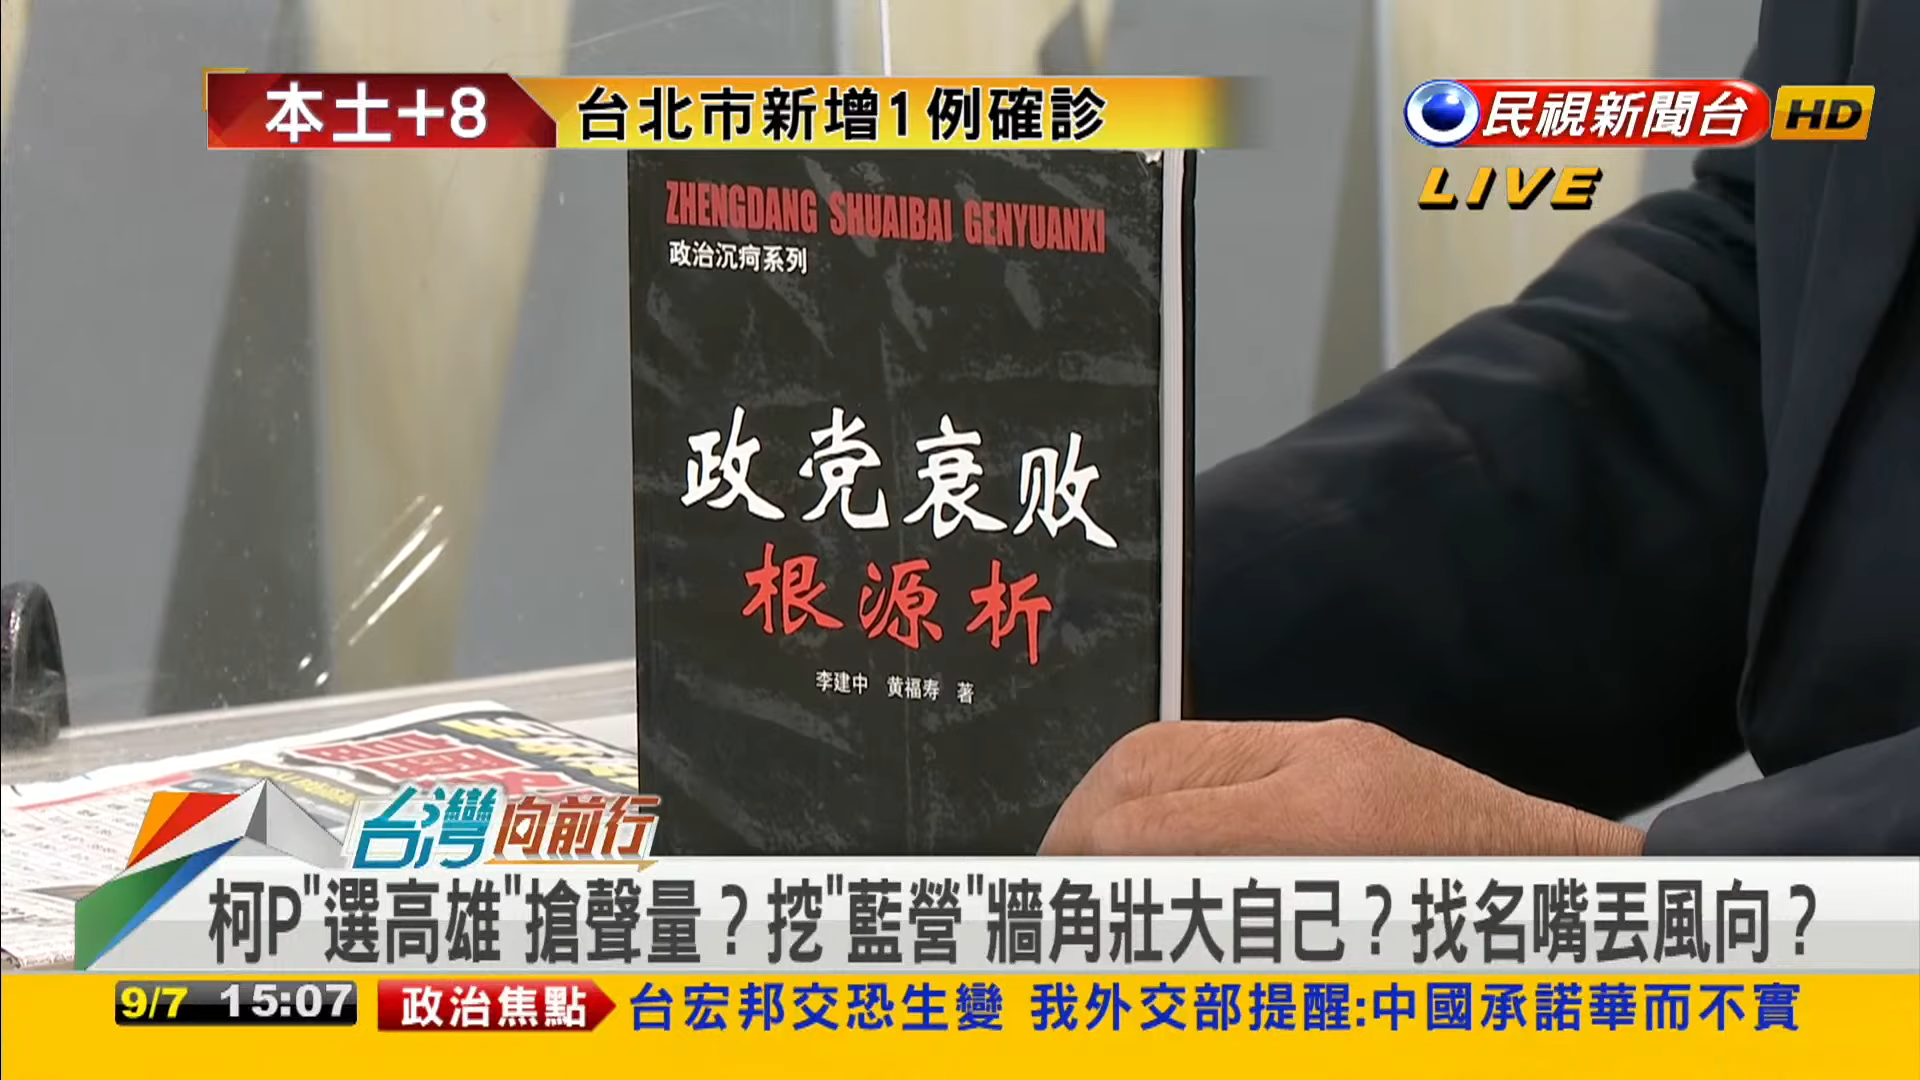 本土+8
台北市新增1例確診
民視新聞台 HD
LIVE
ZHENGDANG SHUAIBAI GENYUANXI
政治沉疴系列
政党衰败
根源析
李建中 黄福寿 著
台灣向前行
柯P"選高雄"搶聲量？挖"藍營"牆角壯大自己？找名嘴丟風向？
9/7 15:07 政治焦點 台宏邦交恐生變 我外交部提醒:中國承諾華而不實